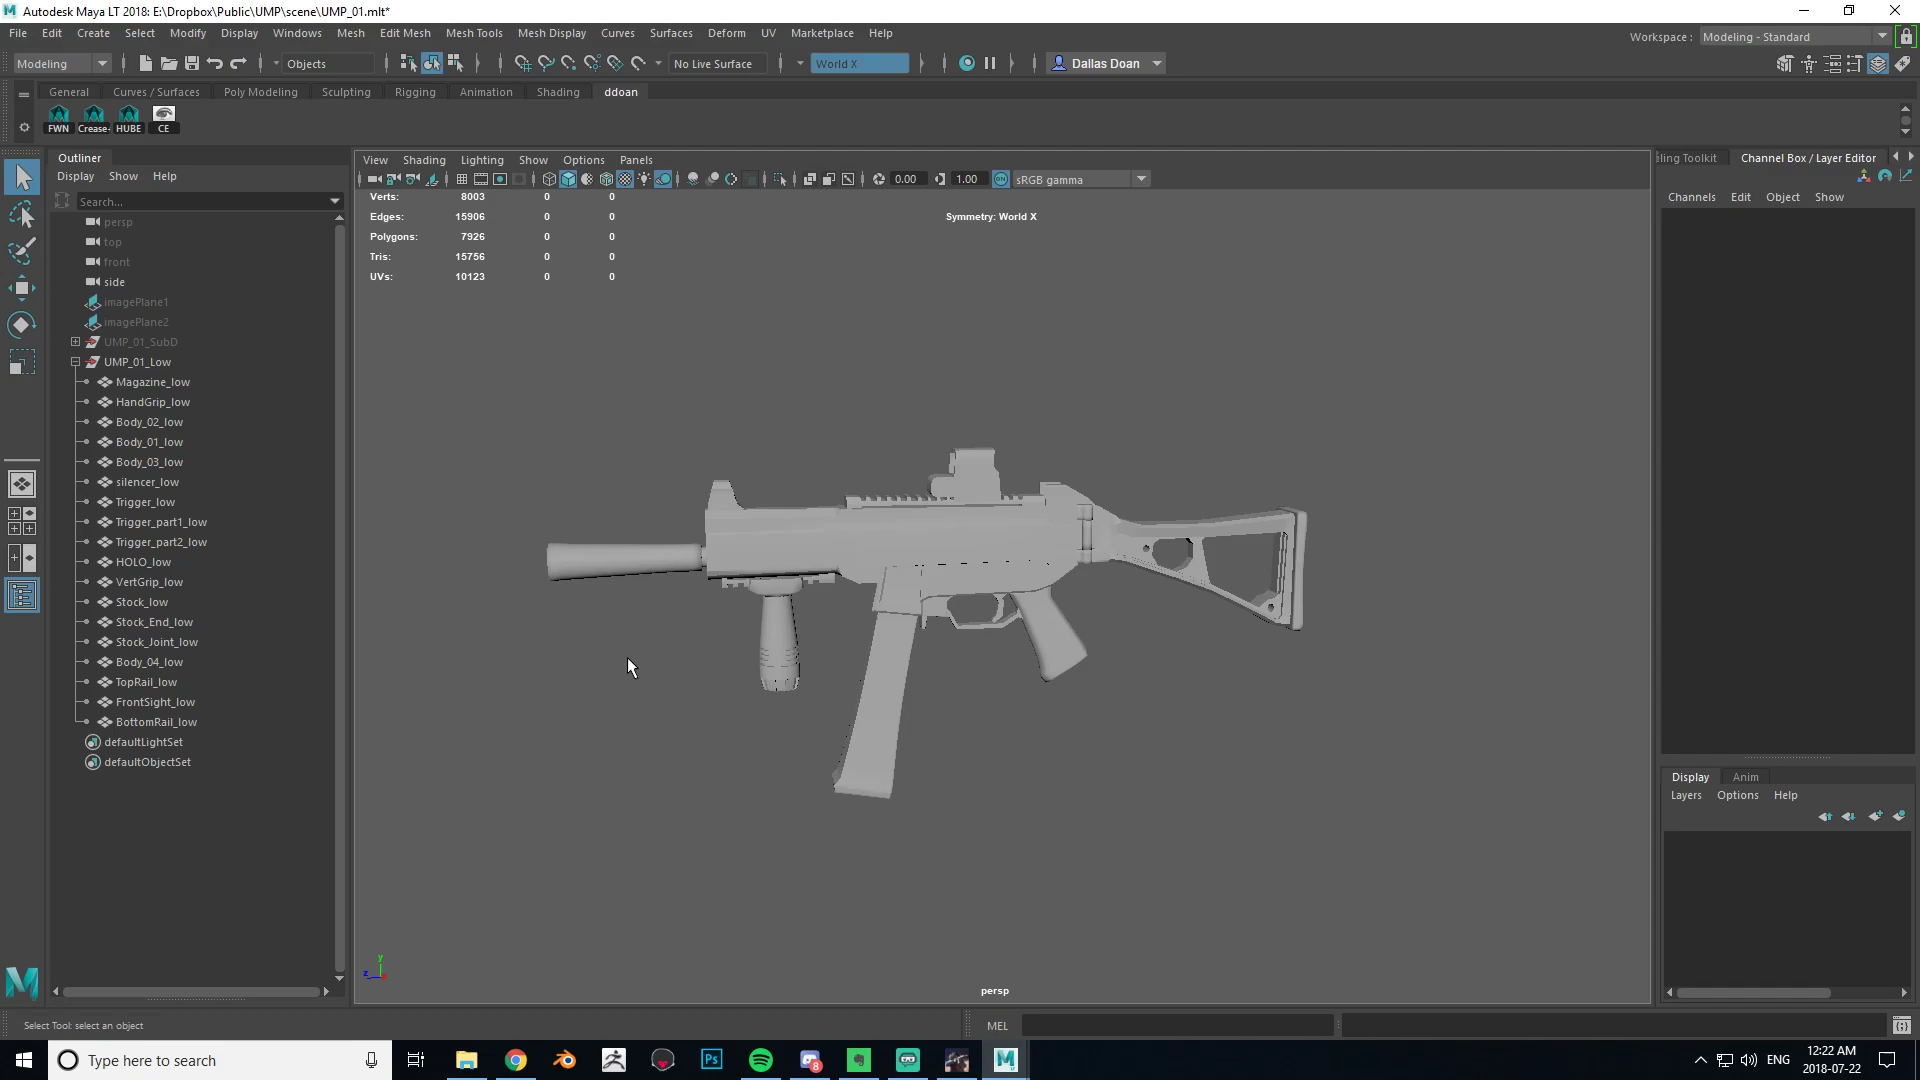 Autodesk Maya LT 2018: E:\Dropbox\Public\UMP\scene\UMP_01.mlt*
File Edit Create Select Modify Display Windows Mesh Edit Mesh Mesh Tools Mesh Display Curves Surfaces Deform UV Marketplace Help
Workspace : Modeling - Standard
Modeling Objects No Live Surface World X Dallas Doan
General Curves / Surfaces Poly Modeling Sculpting Rigging Animation Shading ddoan
FWN Crease HUBE CE
Outliner
Display Show Help
Search...
persp
top
front
side
imagePlane1
imagePlane2
UMP_01_SubD
UMP_01_Low
Magazine_low
HandGrip_low
Body_02_low
Body_01_low
Body_03_low
silencer_low
Trigger_low
Trigger_part1_low
Trigger_part2_low
HOLO_low
VertGrip_low
Stock_low
Stock_End_low
Stock_Joint_low
Body_04_low
TopRail_low
FrontSight_low
BottomRail_low
defaultLightSet
defaultObjectSet
View Shading Lighting Show Options Panels
0.00 1.00 ON sRGB gamma
Verts: 8003 0 0
Edges: 15906 0 0
Polygons: 7926 0 0
Tris: 15756 0 0
UVs: 10123 0 0
Symmetry: World X
y
z
persp
ling Toolkit Channel Box / Layer Editor
Channels Edit Object Show
Display Anim
Layers Options Help
Select Tool: select an object
MEL
Type here to search
Ps
8
ENG
12:22 AM
2018-07-22